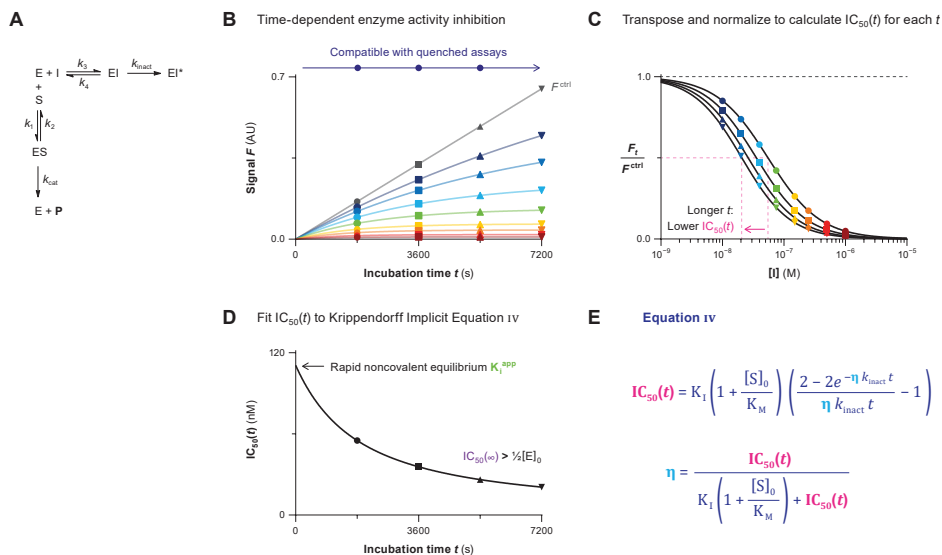 A
E + I k3 k4 EI kinact EI*
+
S
k1 k2
ES
kcat
E + P
B Time-dependent enzyme activity inhibition
Compatible with quenched assays
0.7
Fctrl
Signal F (AU)
0.0
0 3600 7200
Incubation time t (s)
C Transpose and normalize to calculate IC50(t) for each t
1.0
Ft
Fctrl
Longer t:
Lower IC50(t)
0.0
10−9 10−8 10−7 10−6 10−5
[I] (M)
D Fit IC50(t) to Krippendorff Implicit Equation IV
120
Rapid noncovalent equilibrium Kiapp
IC50(t) (nM)
IC50(∞) > ½[E]0
0
0 3600 7200
Incubation time t (s)
E Equation IV
IC50(t) = KI (1 + [S]0 / KM) ((2 − 2e−η kinact t) / (η kinact t) − 1)
η = IC50(t) / (KI (1 + [S]0 / KM) + IC50(t))